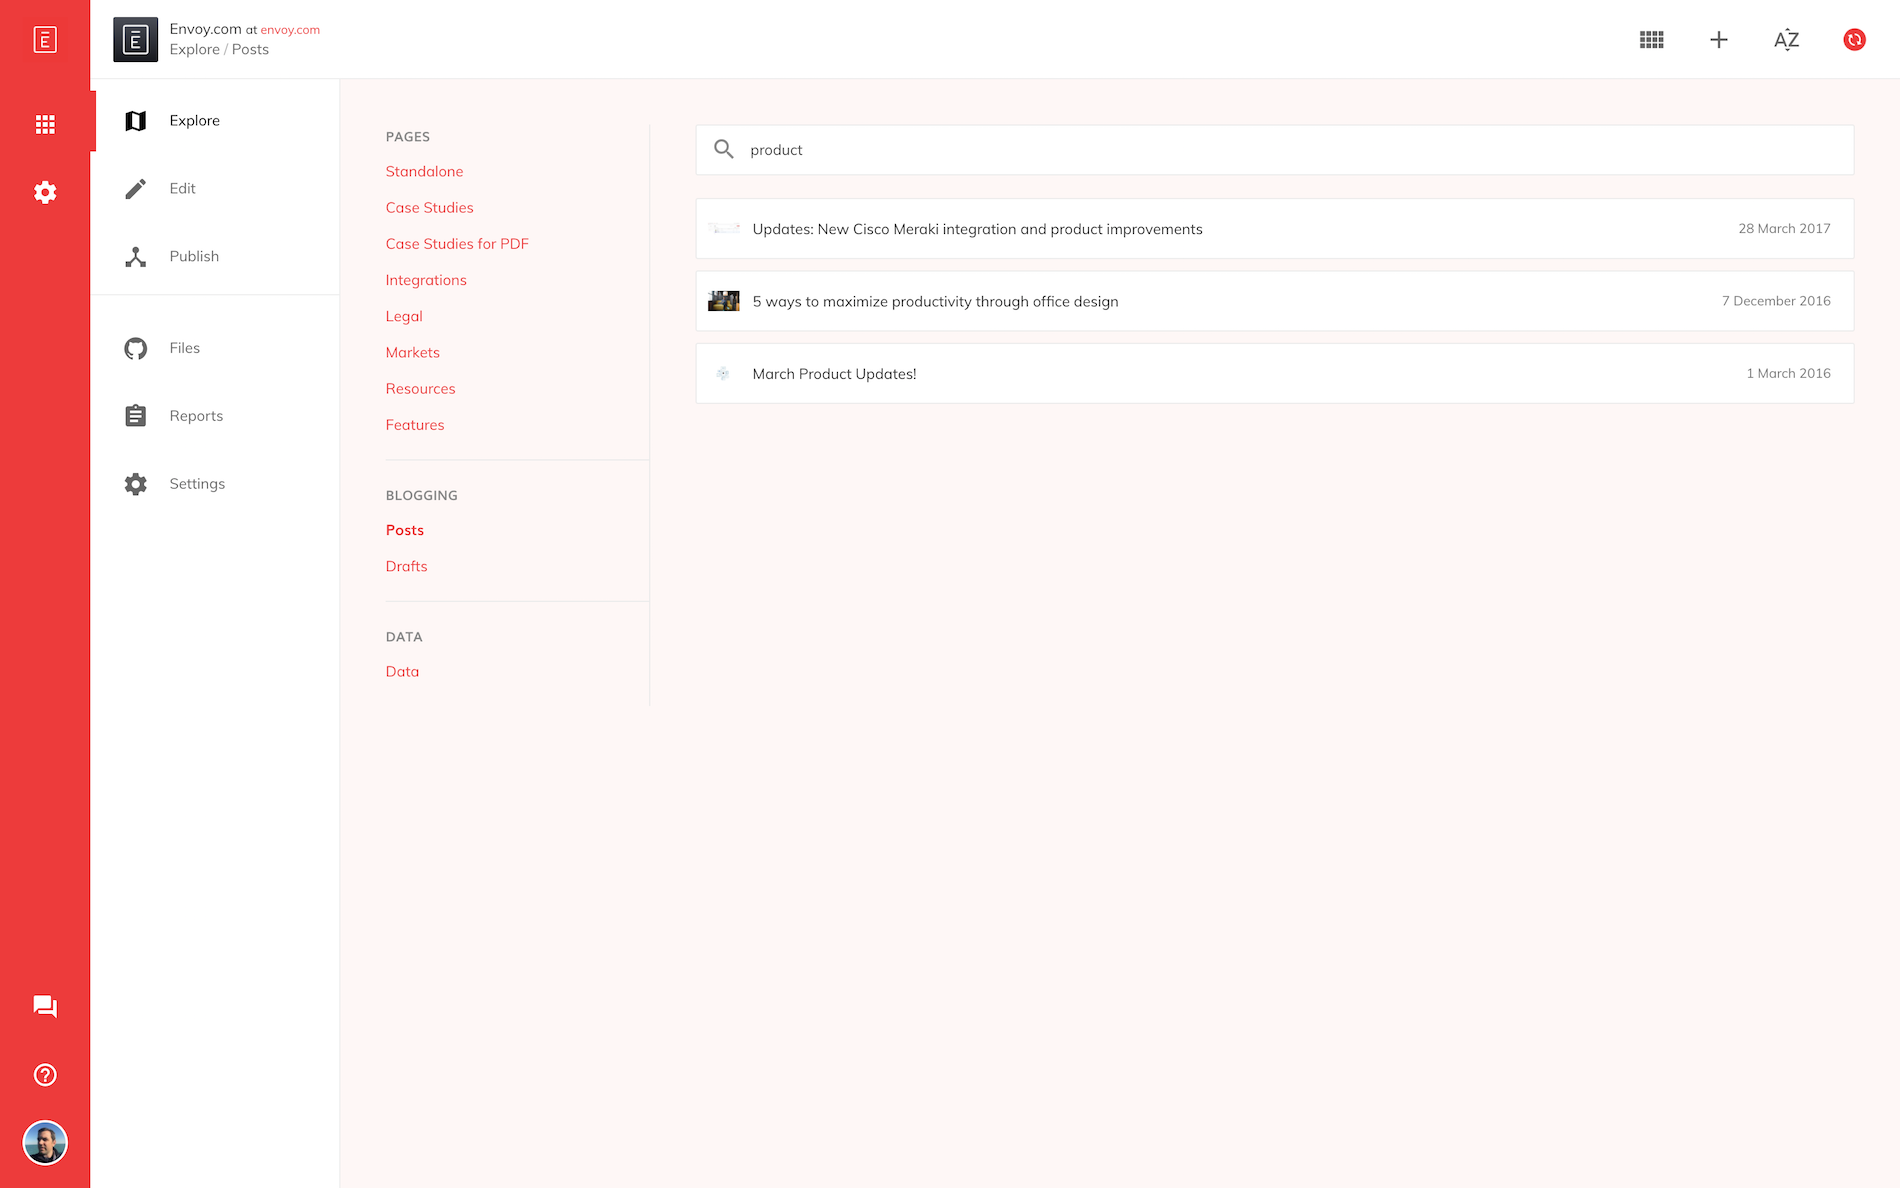 E
E
Envoy.com at envoy.com
Explore / Posts
AZ
Explore
Edit
Publish
Files
Reports
Settings
PAGES
Standalone
Case Studies
Case Studies for PDF
Integrations
Legal
Markets
Resources
Features
BLOGGING
Posts
Drafts
DATA
Data
product
Updates: New Cisco Meraki integration and product improvements
28 March 2017
5 ways to maximize productivity through office design
7 December 2016
March Product Updates!
1 March 2016
?